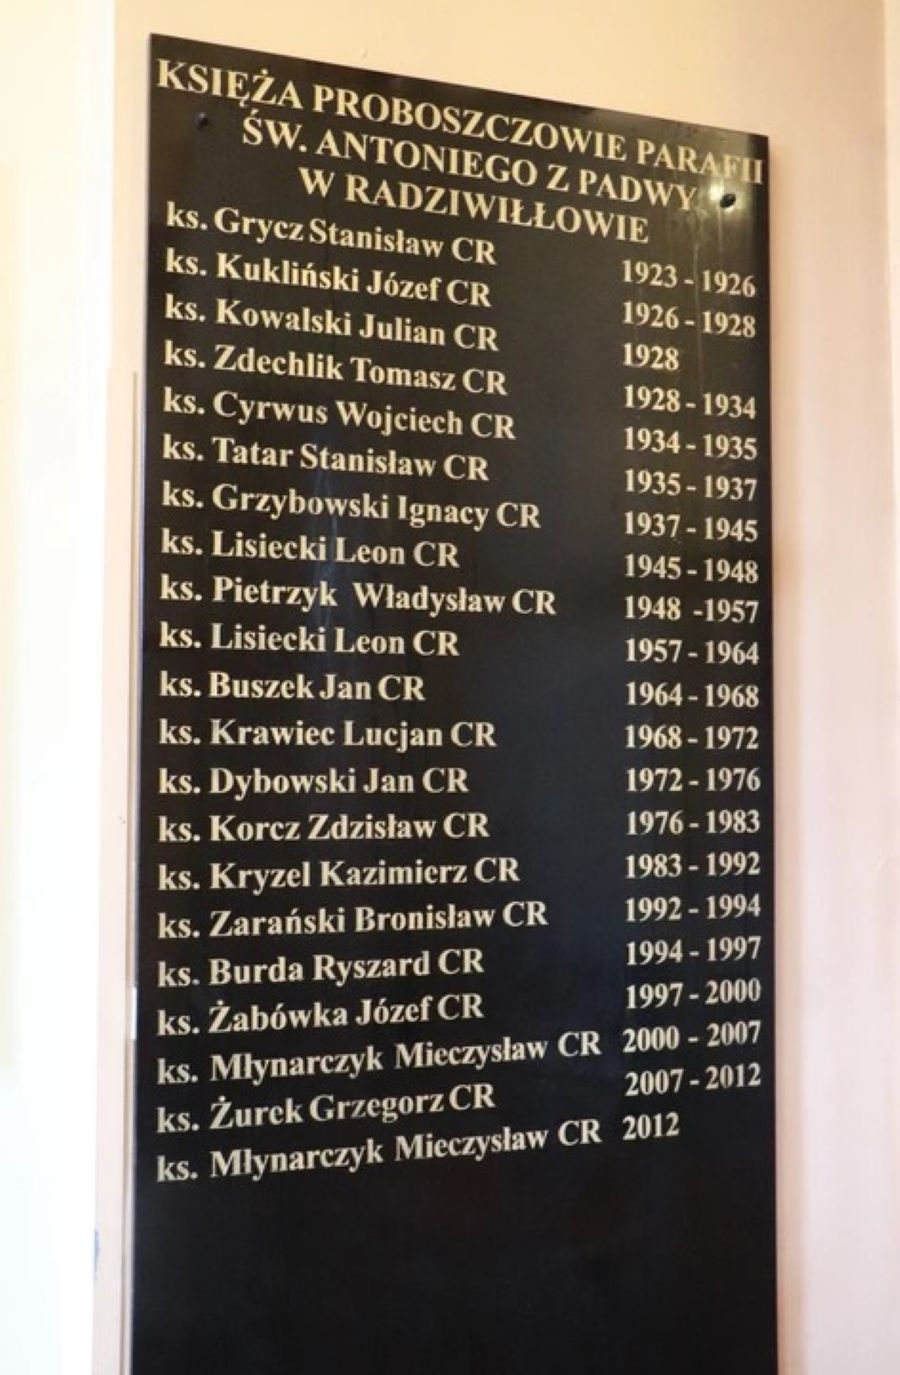 KSIĘŻA PROBOSZCZOWIE PARAFII
ŚW. ANTONIEGO Z PADWY
W RADZIWIŁŁOWIE
ks. Grycz Stanisław CR 1923 - 1926
ks. Kukliński Józef CR 1926 - 1928
ks. Kowalski Julian CR 1928
ks. Zdechlik Tomasz CR 1928 - 1934
ks. Cyrwus Wojciech CR 1934 - 1935
ks. Tatar Stanisław CR 1935 - 1937
ks. Grzybowski Ignacy CR 1937 - 1945
ks. Lisiecki Leon CR 1945 - 1948
ks. Pietrzyk Władysław CR 1948 -1957
ks. Lisiecki Leon CR 1957 - 1964
ks. Buszek Jan CR 1964 - 1968
ks. Krawiec Lucjan CR 1968 - 1972
ks. Dybowski Jan CR 1972 - 1976
ks. Korcz Zdzisław CR 1976 - 1983
ks. Kryzel Kazimierz CR 1983 - 1992
ks. Zarański Bronisław CR 1992 - 1994
ks. Burda Ryszard CR 1994 - 1997
ks. Żabówka Józef CR 1997 - 2000
ks. Młynarczyk Mieczysław CR 2000 - 2007
ks. Żurek Grzegorz CR 2007 - 2012
ks. Młynarczyk Mieczysław CR 2012